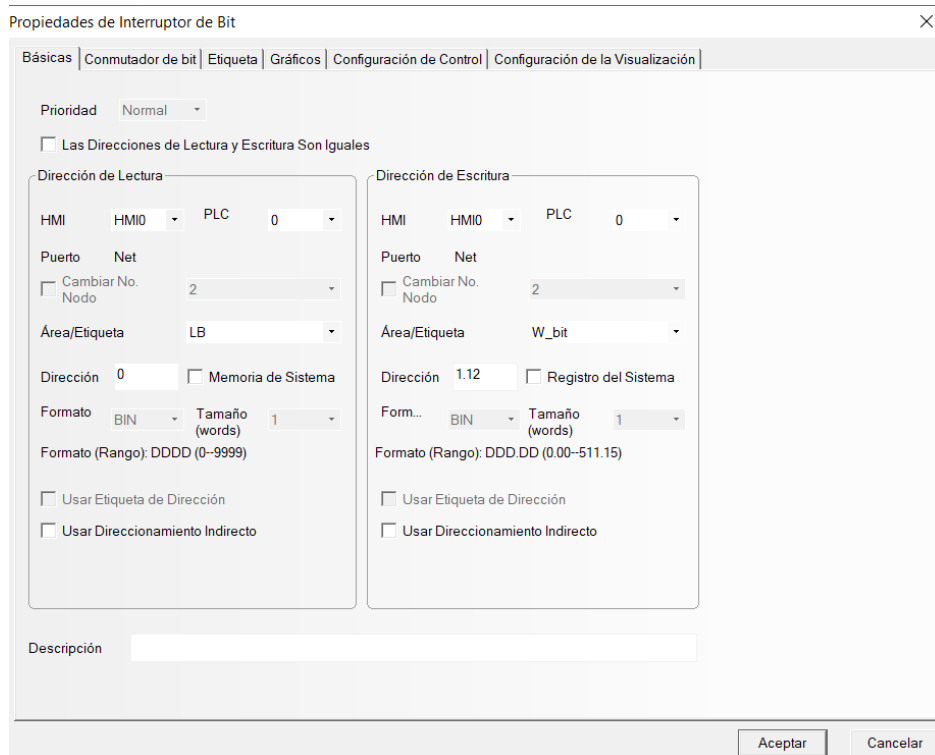 Propiedades de Interruptor de Bit
Básicas Conmutador de bit Etiqueta Gráficos Configuración de Control Configuración de la Visualización
Prioridad Normal
Las Direcciones de Lectura y Escritura Son Iguales
Dirección de Lectura
HMI HMI0 PLC 0
Puerto Net
Cambiar No. Nodo 2
Área/Etiqueta LB
Dirección 0 Memoria de Sistema
Formato BIN Tamaño (words) 1
Formato (Rango): DDDD (0--9999)
Usar Etiqueta de Dirección
Usar Direccionamiento Indirecto
Dirección de Escritura
HMI HMI0 PLC 0
Puerto Net
Cambiar No. Nodo 2
Área/Etiqueta W_bit
Dirección 1.12 Registro del Sistema
Form... BIN Tamaño (words) 1
Formato (Rango): DDD.DD (0.00--511.15)
Usar Etiqueta de Dirección
Usar Direccionamiento Indirecto
Descripción
Aceptar Cancelar